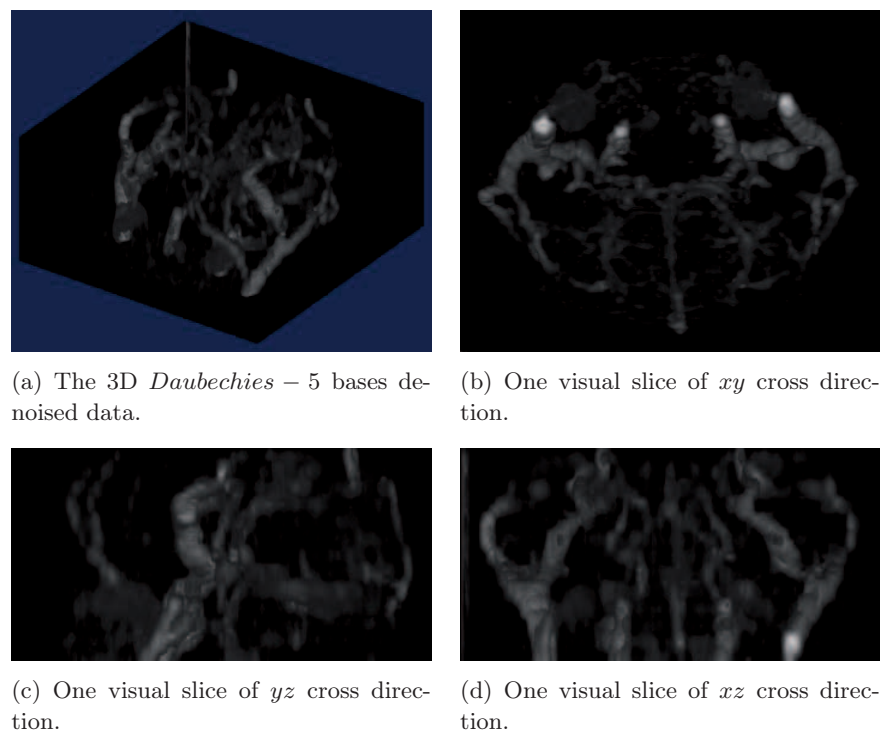 (a) The 3D Daubechies − 5 bases de-
noised data.
(b) One visual slice of xy cross direc-
tion.
(c) One visual slice of yz cross direc-
tion.
(d) One visual slice of xz cross direc-
tion.